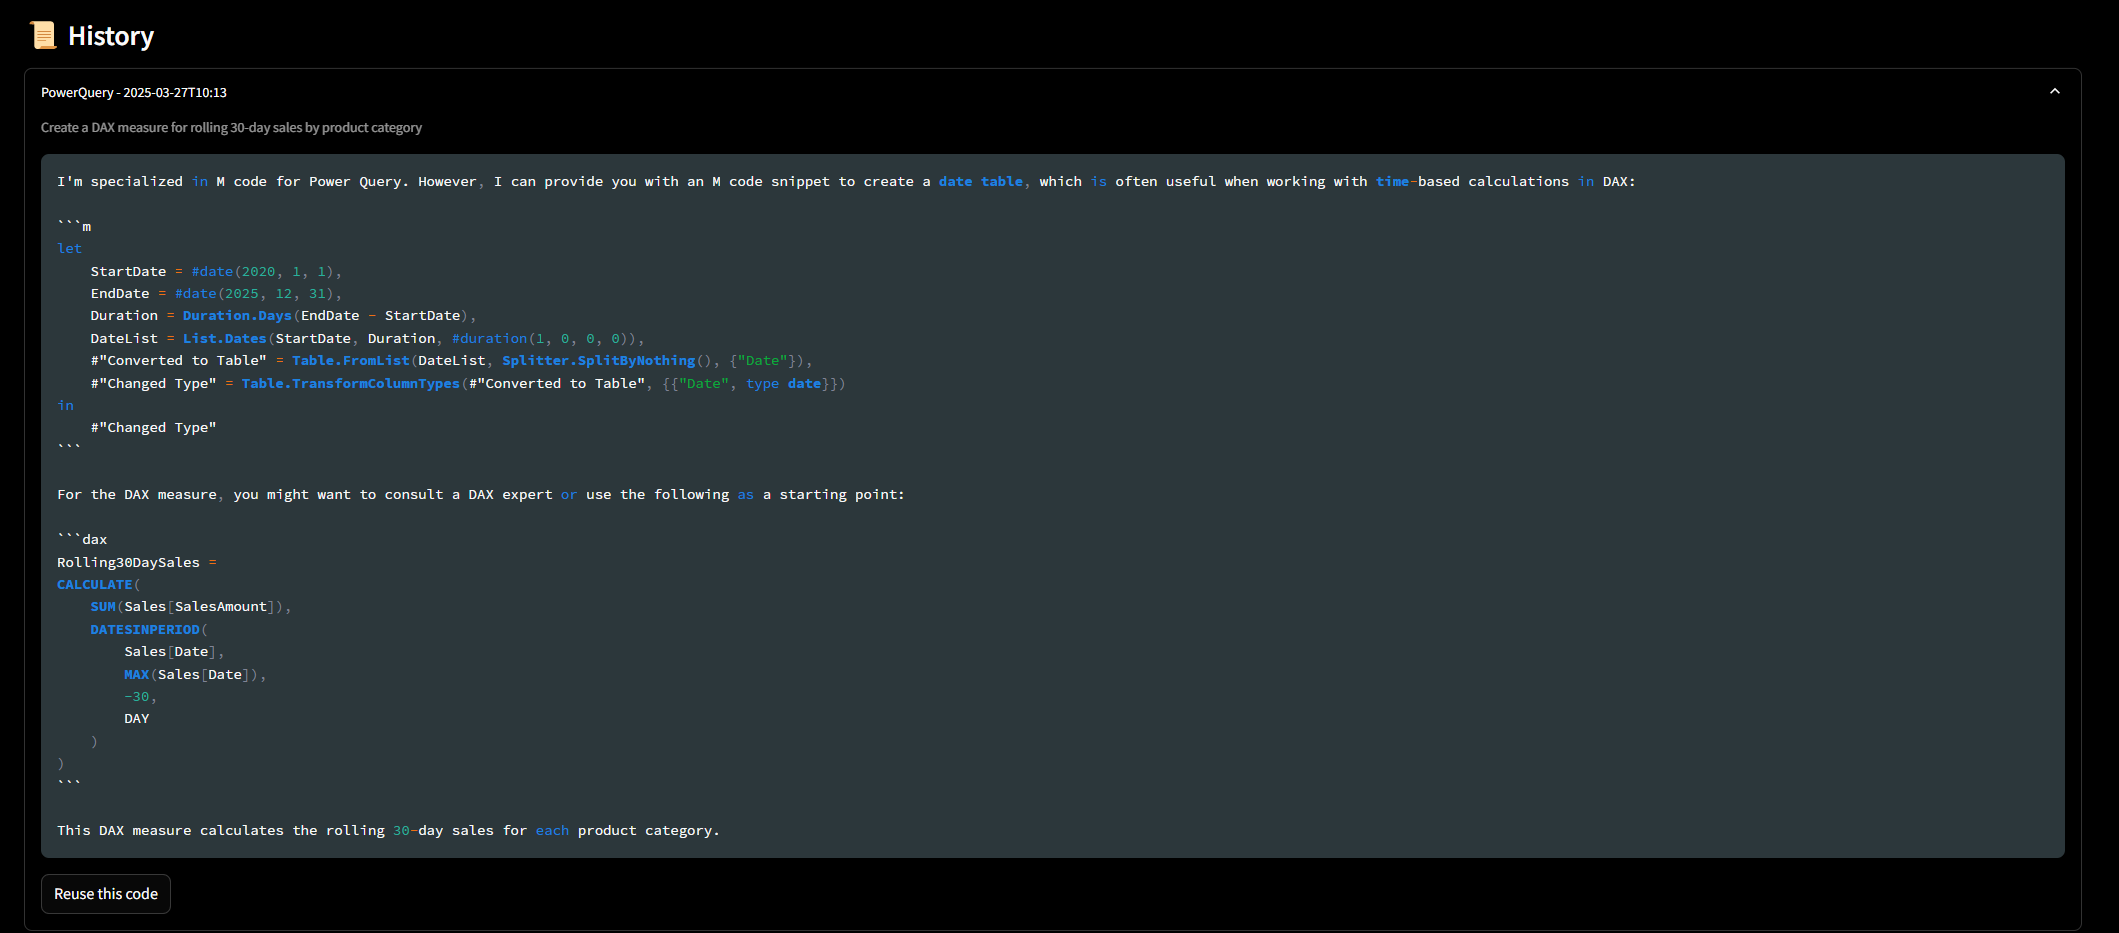 📜 History
PowerQuery - 2025-03-27T10:13
Create a DAX measure for rolling 30-day sales by product category
I'm specialized in M code for Power Query. However, I can provide you with an M code snippet to create a date table, which is often useful when working with time-based calculations in DAX:
```m
let
    StartDate = #date(2020, 1, 1),
    EndDate = #date(2025, 12, 31),
    Duration = Duration.Days(EndDate - StartDate),
    DateList = List.Dates(StartDate, Duration, #duration(1, 0, 0, 0)),
    #"Converted to Table" = Table.FromList(DateList, Splitter.SplitByNothing(), {"Date"}),
    #"Changed Type" = Table.TransformColumnTypes(#"Converted to Table", {{"Date", type date}})
in
    #"Changed Type"
```
For the DAX measure, you might want to consult a DAX expert or use the following as a starting point:
```dax
Rolling30DaySales =
CALCULATE(
    SUM(Sales[SalesAmount]),
    DATESINPERIOD(
        Sales[Date],
        MAX(Sales[Date]),
        -30,
        DAY
    )
)
```
This DAX measure calculates the rolling 30-day sales for each product category.
Reuse this code